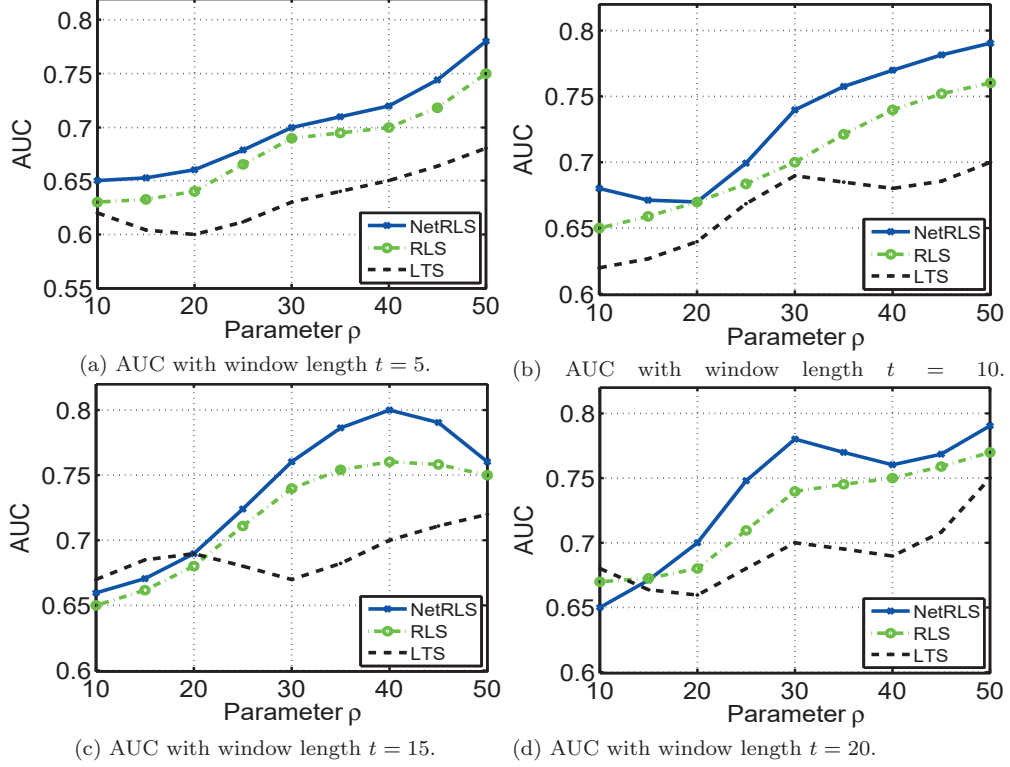 0.8
0.75
0.7
0.65
0.6
0.55
AUC
10 20 30 40 50
Parameter ρ
NetRLS
RLS
LTS
(a) AUC with window length t = 5.
0.8
0.75
0.7
0.65
0.6
AUC
10 20 30 40 50
Parameter ρ
NetRLS
RLS
LTS
(b) AUC with window length t = 10.
0.8
0.75
0.7
0.65
0.6
AUC
10 20 30 40 50
Parameter ρ
NetRLS
RLS
LTS
(c) AUC with window length t = 15.
0.8
0.75
0.7
0.65
0.6
AUC
10 20 30 40 50
Parameter ρ
NetRLS
RLS
LTS
(d) AUC with window length t = 20.